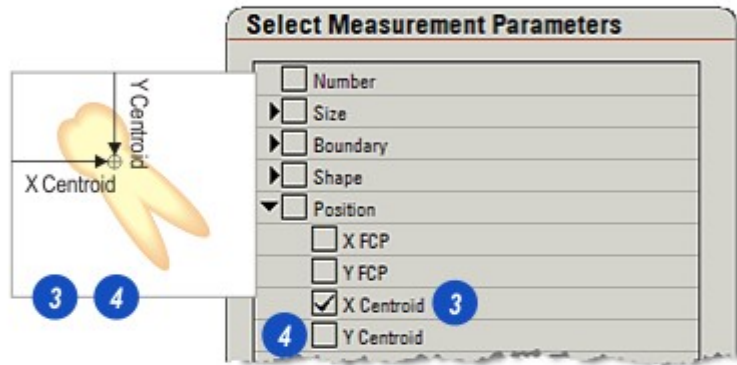 Select Measurement Parameters
Number
Size
Boundary
Shape
Position
X FCP
Y FCP
X Centroid 3
4 Y Centroid
Y Centroid
X Centroid
3 4